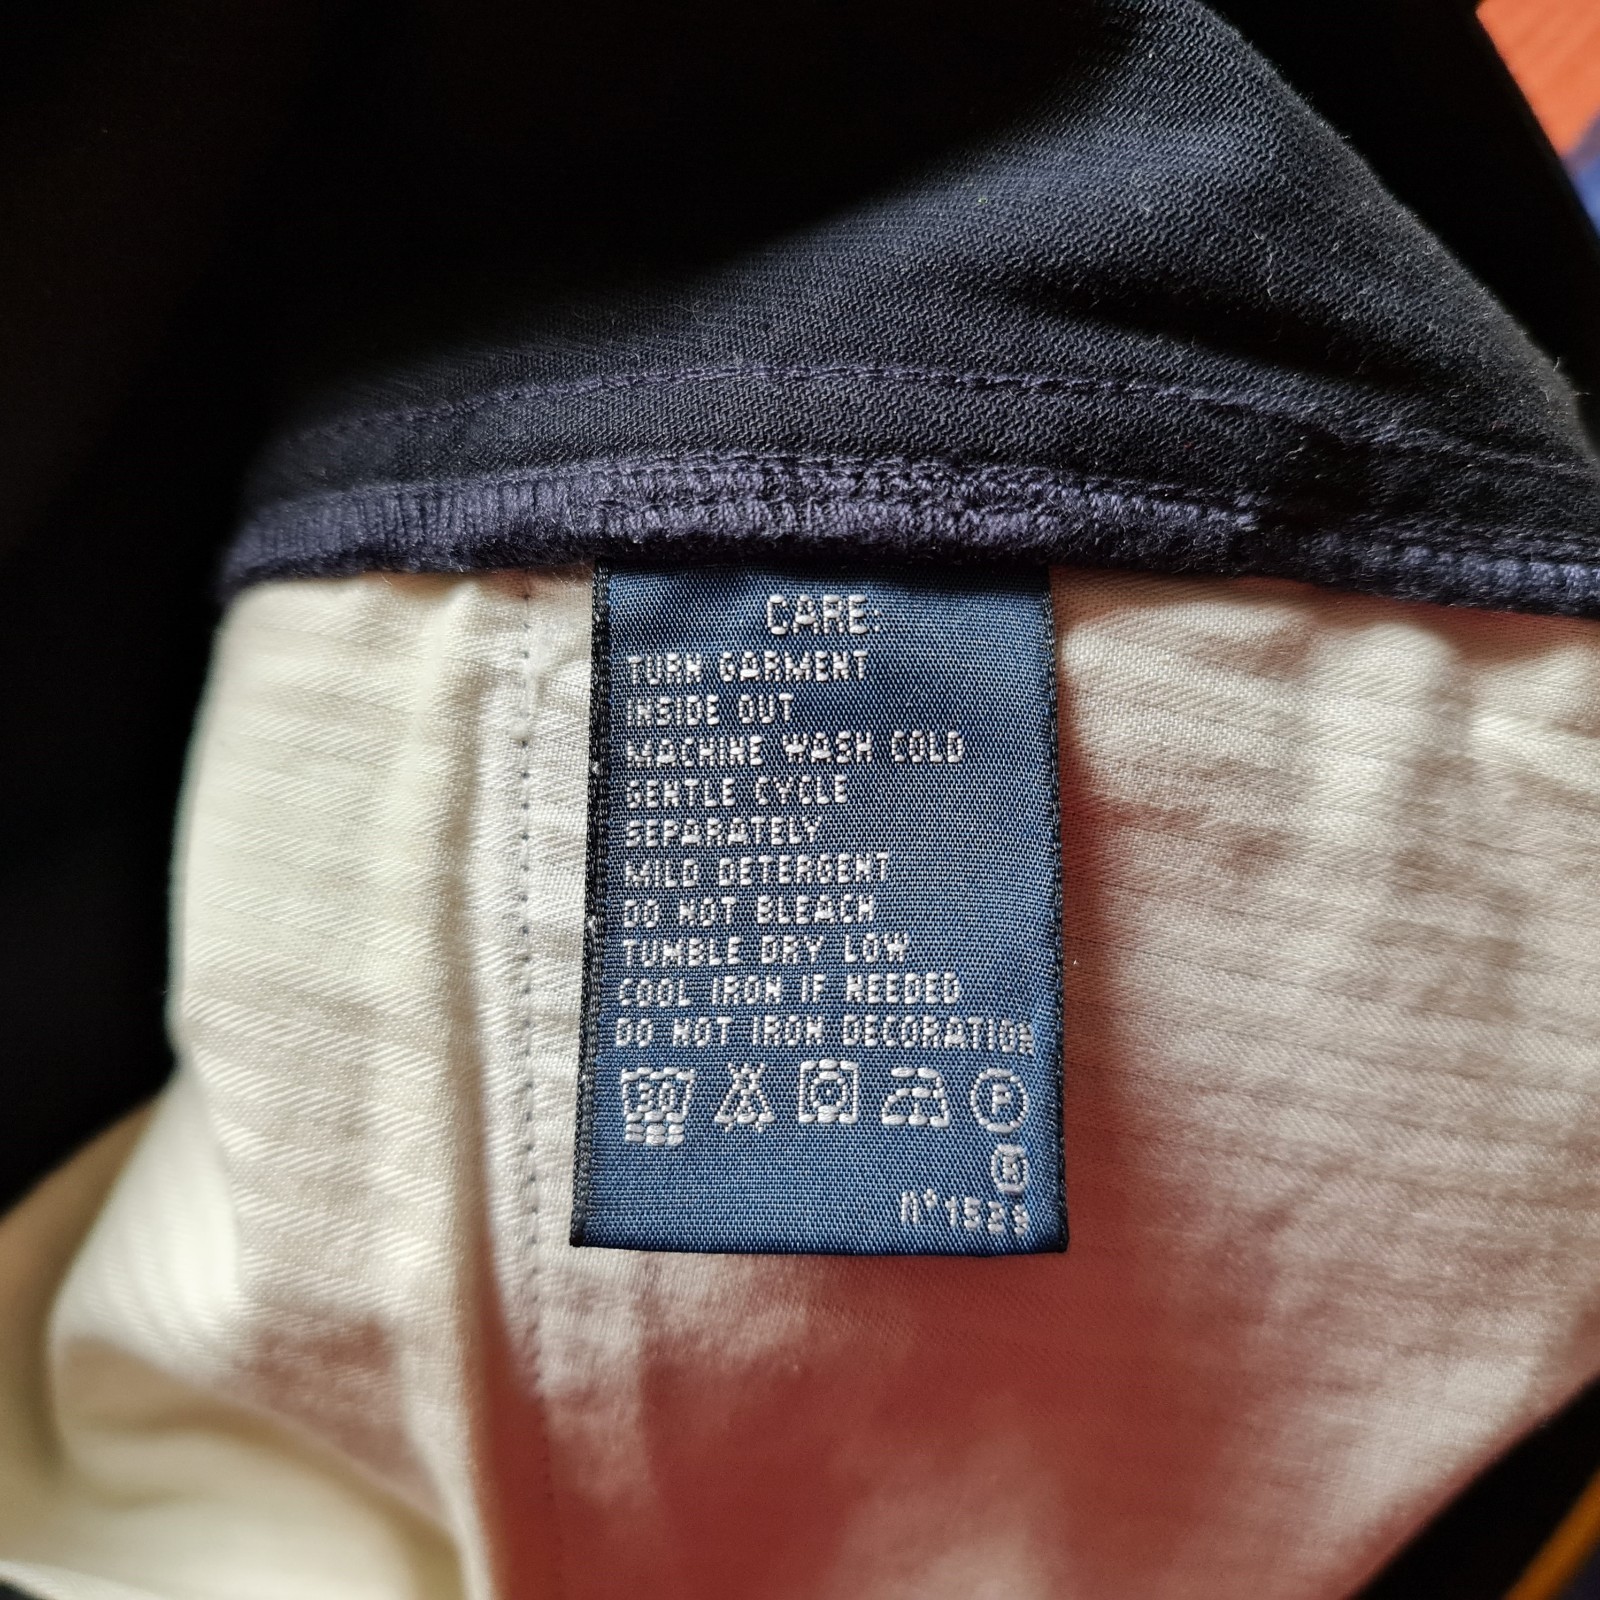 CARE:
TURN GARMENT
INSIDE OUT
MACHINE WASH COLD
GENTLE CYCLE
SEPARATELY
MILD DETERGENT
DO NOT BLEACH
TUMBLE DRY LOW
COOL IRON IF NEEDED
DO NOT IRON DECORATION
30 P
n°1529